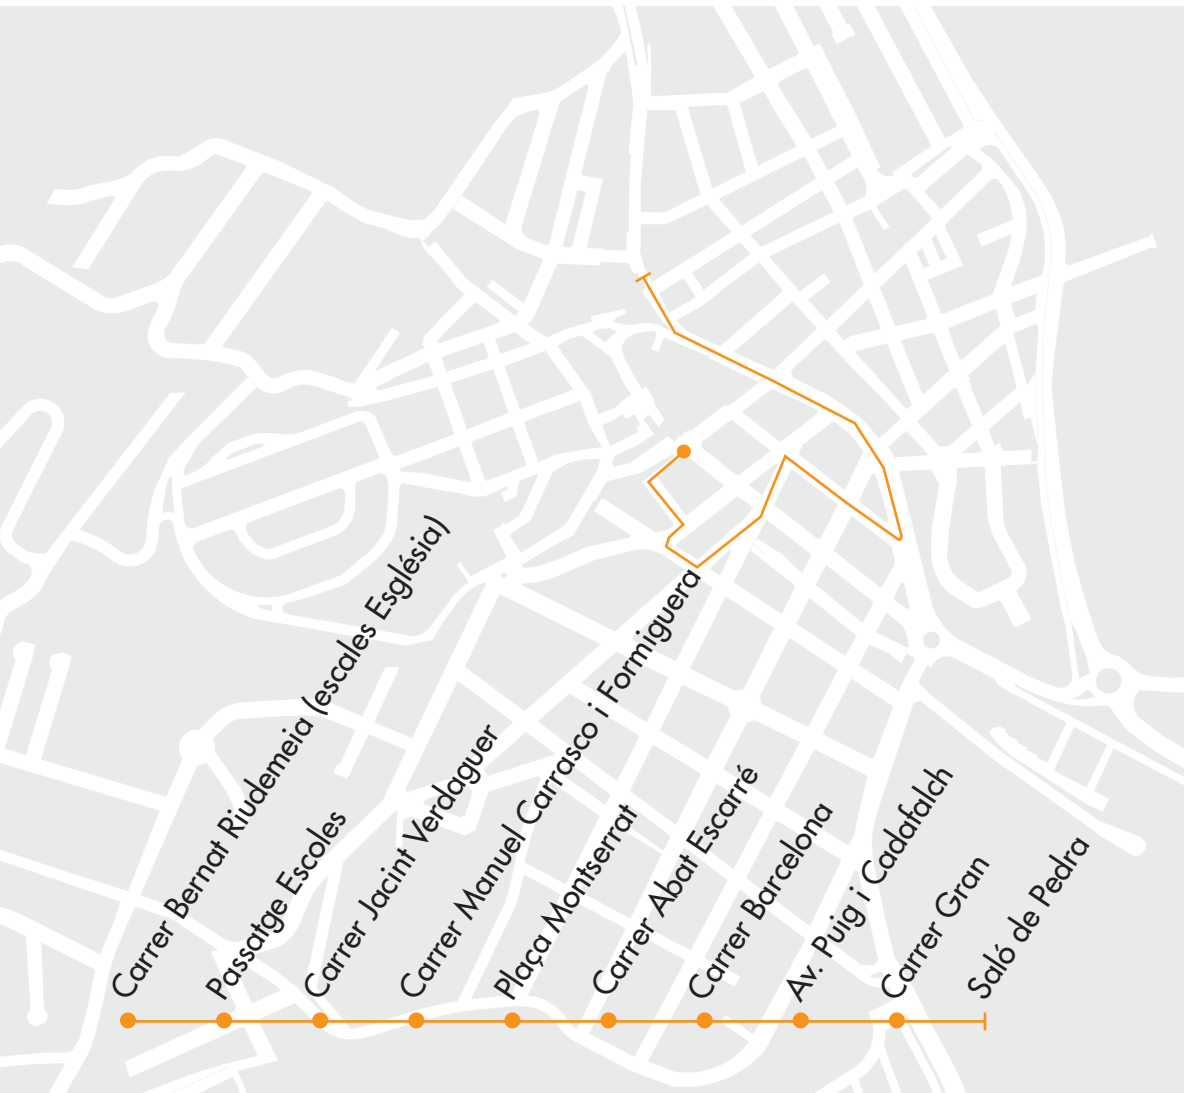 Carrer Bernat Riudemeia (escales Església)
Passatge Escoles
Carrer Jacint Verdaguer
Carrer Manuel Carrasco i Formiguera
Plaça Montserrat
Carrer Abat Escarré
Carrer Barcelona
Av. Puig i Cadafalch
Carrer Gran
Saló de Pedra